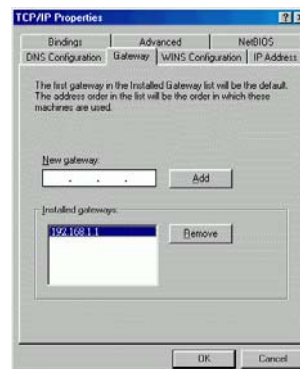 TCP/IP Properties
Bindings
Advanced
NetBIOS
DNS Configuration
Gateway
WINS Configuration
IP Address
The first gateway in the Installed Gateway list will be the default.
The address order in the list will be the order in which these
machines are used.
New gateway:
. . .
Add
Installed gateways:
192.168.1.1
Remove
OK
Cancel